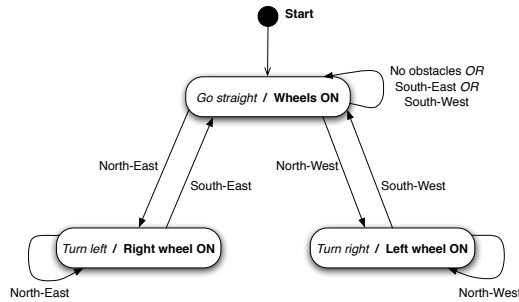 Start
No obstacles OR
South-East OR
South-West
Go straight / Wheels ON
North-East
South-East
North-West
South-West
Turn left / Right wheel ON
Turn right / Left wheel ON
North-East
North-West